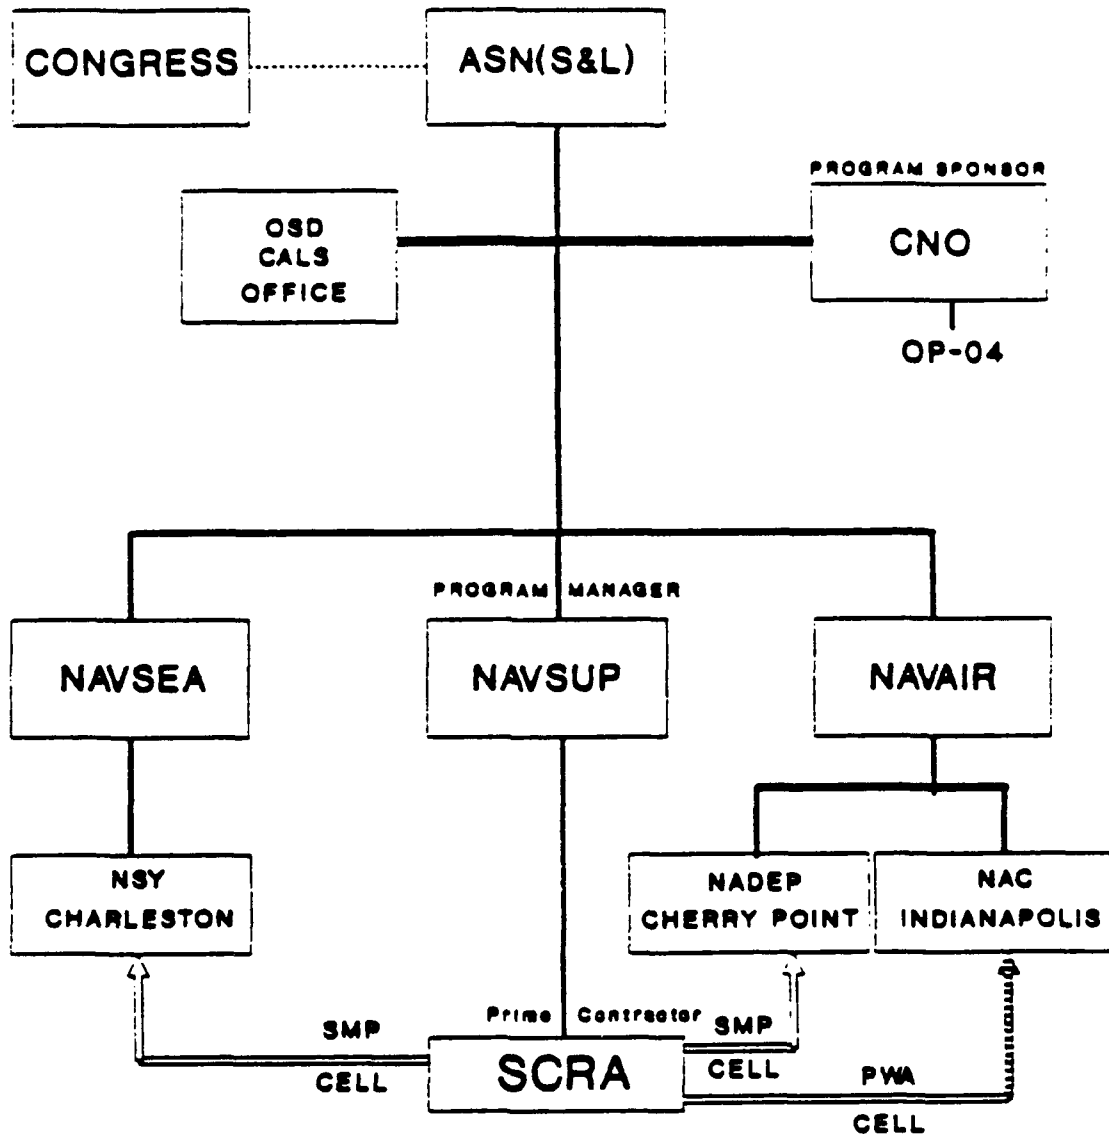 CONGRESS
ASN(S&L)
PROGRAM SPONSOR
OSD
CALS
OFFICE
CNO
OP-04
PROGRAM MANAGER
NAVSEA
NAVSUP
NAVAIR
NSY
CHARLESTON
NADEP
CHERRY POINT
NAC
INDIANAPOLIS
Prime Contractor
SMP
CELL
SCRA
SMP
CELL
PWA
CELL